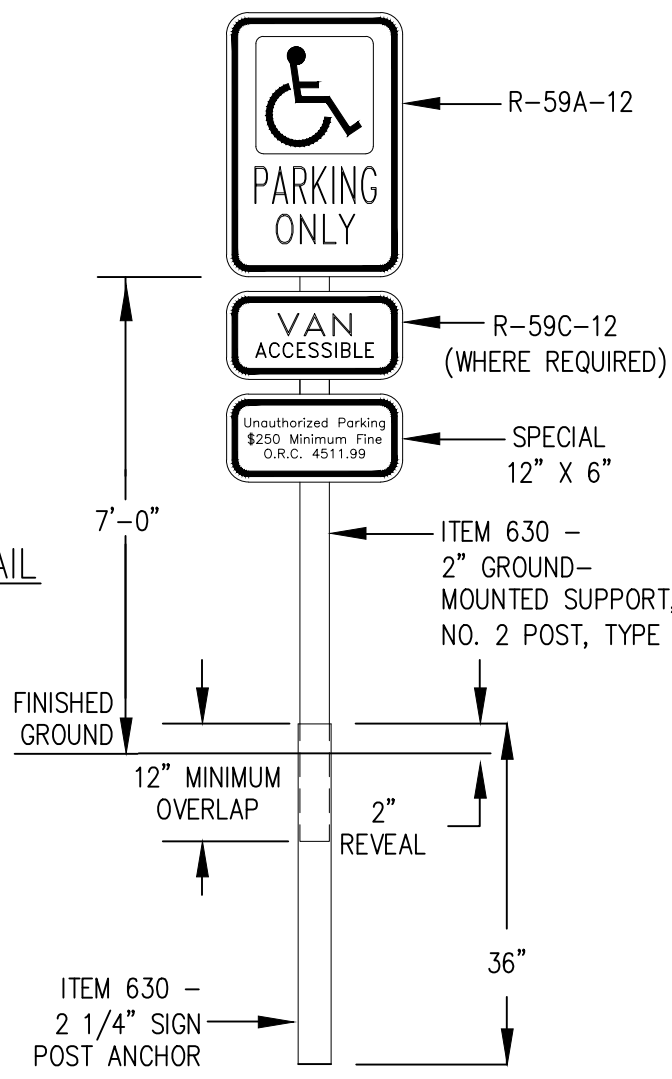 PARKING
ONLY
R-59A-12
VAN
ACCESSIBLE
R-59C-12
(WHERE REQUIRED)
Unauthorized Parking
$250 Minimum Fine
O.R.C. 4511.99
SPECIAL
12" X 6"
7'-0"
ITEM 630 –
2" GROUND–
MOUNTED SUPPORT,
NO. 2 POST, TYPE
FINISHED
GROUND
12" MINIMUM
OVERLAP
2"
REVEAL
36"
ITEM 630 –
2 1/4" SIGN
POST ANCHOR